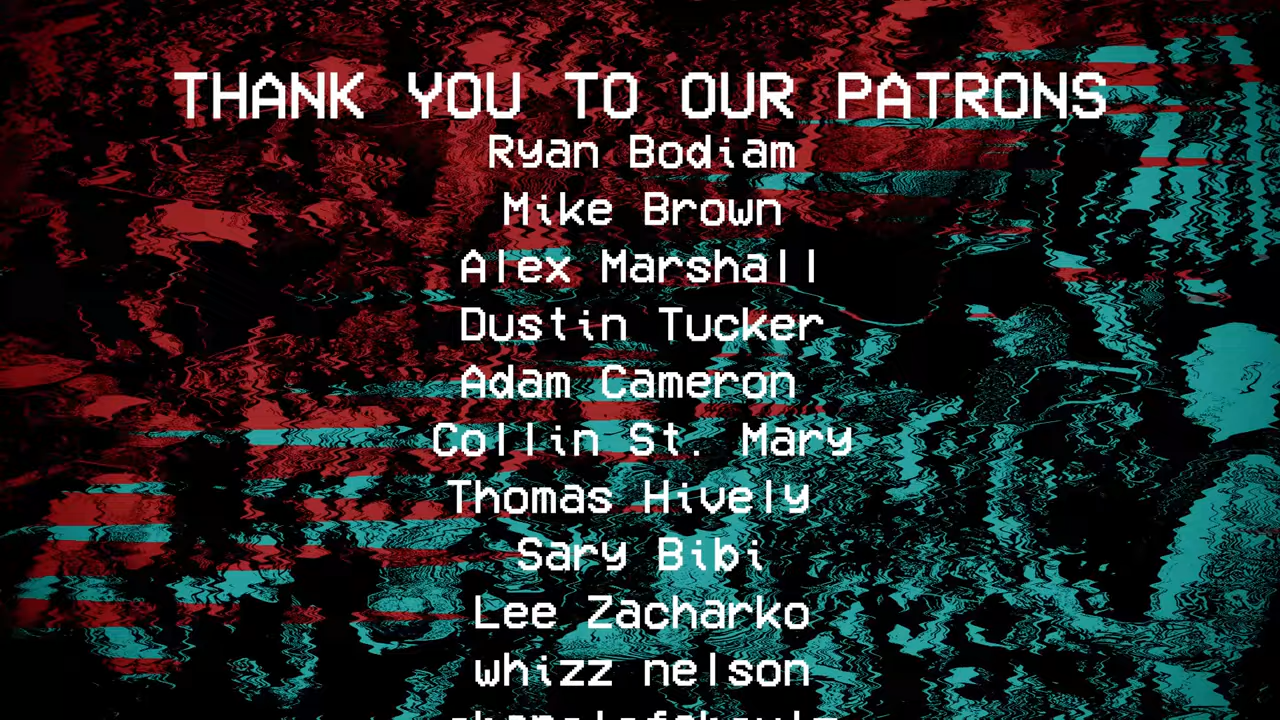 THANK YOU TO OUR PATRONS
Ryan Bodiam
Mike Brown
Alex Marshall
Dustin Tucker
Adam Cameron
Collin St. Mary
Thomas Hively
Sary Bibi
Lee Zacharko
whizz nelson